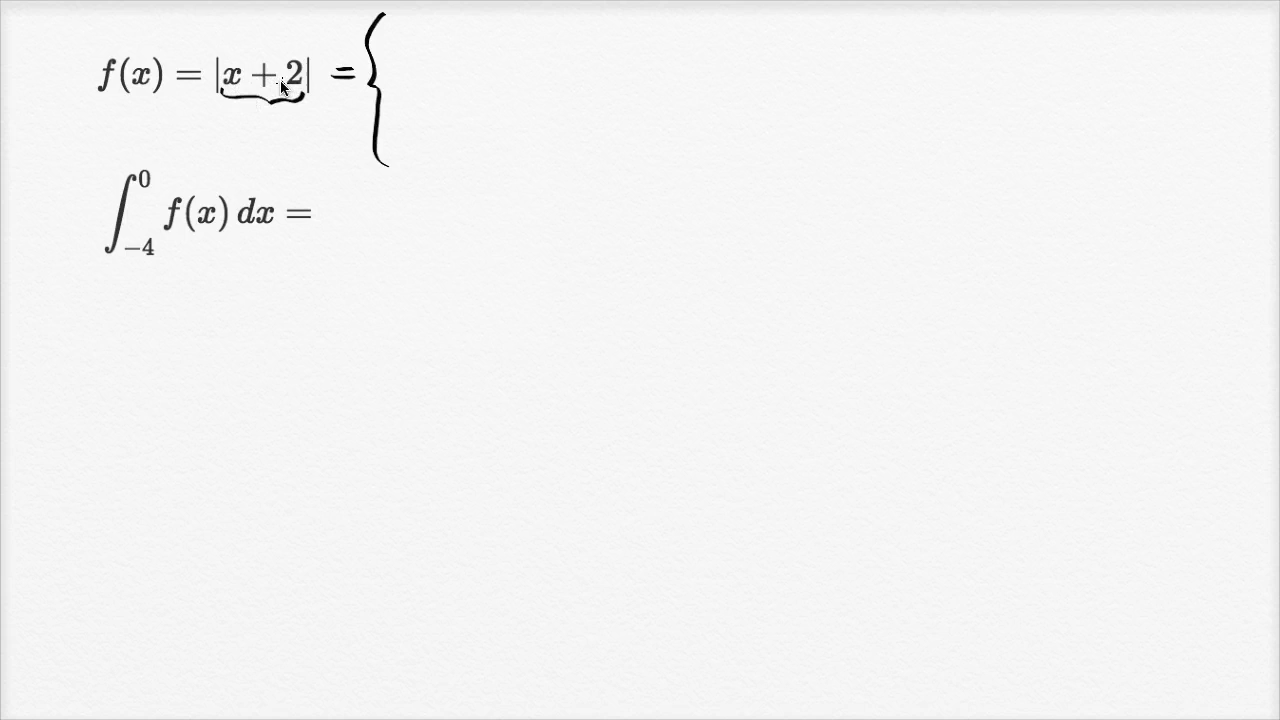 f(x) = |x + 2| = {
∫_{-4}^{0} f(x) dx =